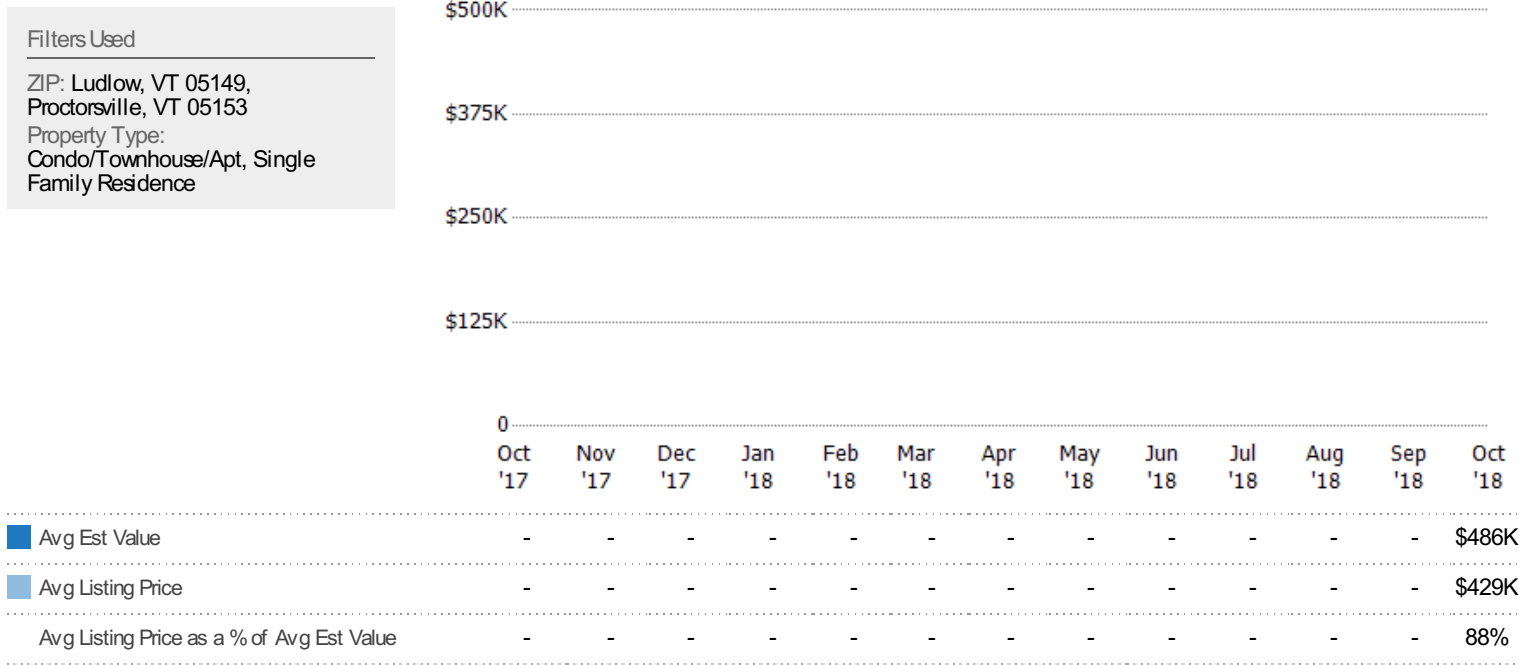 Filters Used
ZIP: Ludlow, VT 05149,
Proctorsville, VT 05153
Property Type:
Condo/Townhouse/Apt, Single
Family Residence
$500K
$375K
$250K
$125K
0
Oct Nov Dec Jan Feb Mar Apr May Jun Jul Aug Sep Oct
'17 '17 '17 '18 '18 '18 '18 '18 '18 '18 '18 '18 '18
Avg Est Value - - - - - - - - - - - - $486K
Avg Listing Price - - - - - - - - - - - - $429K
Avg Listing Price as a % of Avg Est Value - - - - - - - - - - - - 88%